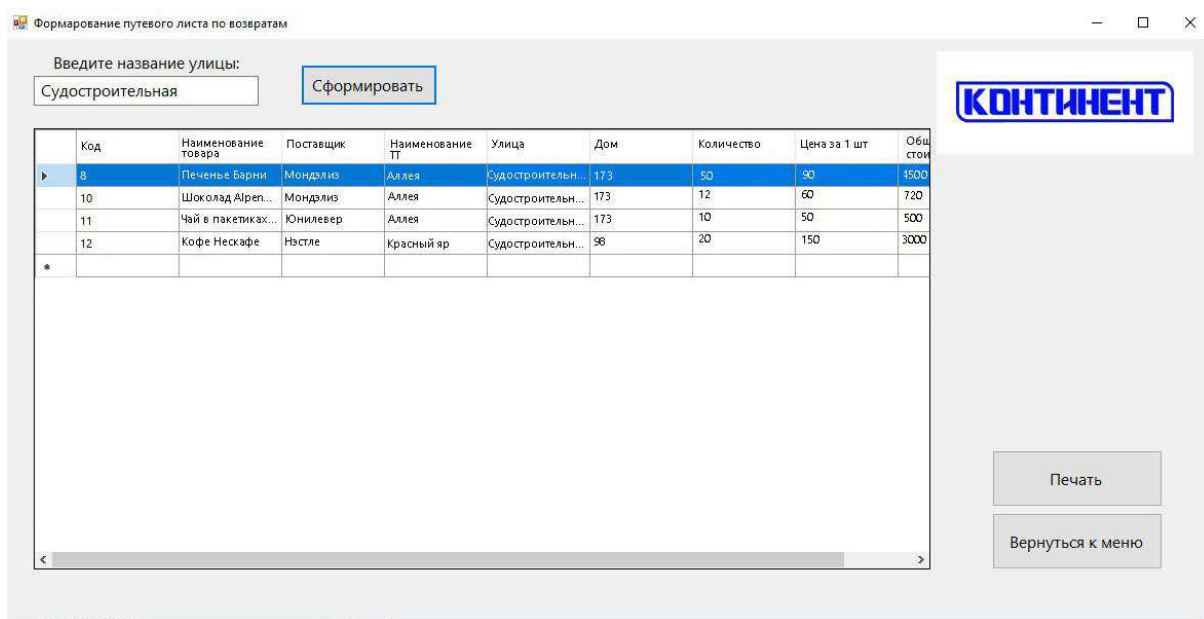 Формарование путевого листа по возвратам
Введите название улицы:
Судостроительная
Сформировать
КОНТИНЕНТ
Код Наименование товара Поставщик Наименование ТТ Улица Дом Количество Цена за 1 шт Общ стои
8 Печенье Барни Мондэлиз Аллея Судостроительн... 173 50 90 4500
10 Шоколад Alpen... Мондэлиз Аллея Судостроительн... 173 12 60 720
11 Чай в пакетиках... Юнилевер Аллея Судостроительн... 173 10 50 500
12 Кофе Нескафе Нэстле Красный яр Судостроительн... 98 20 150 3000
Печать
Вернуться к меню